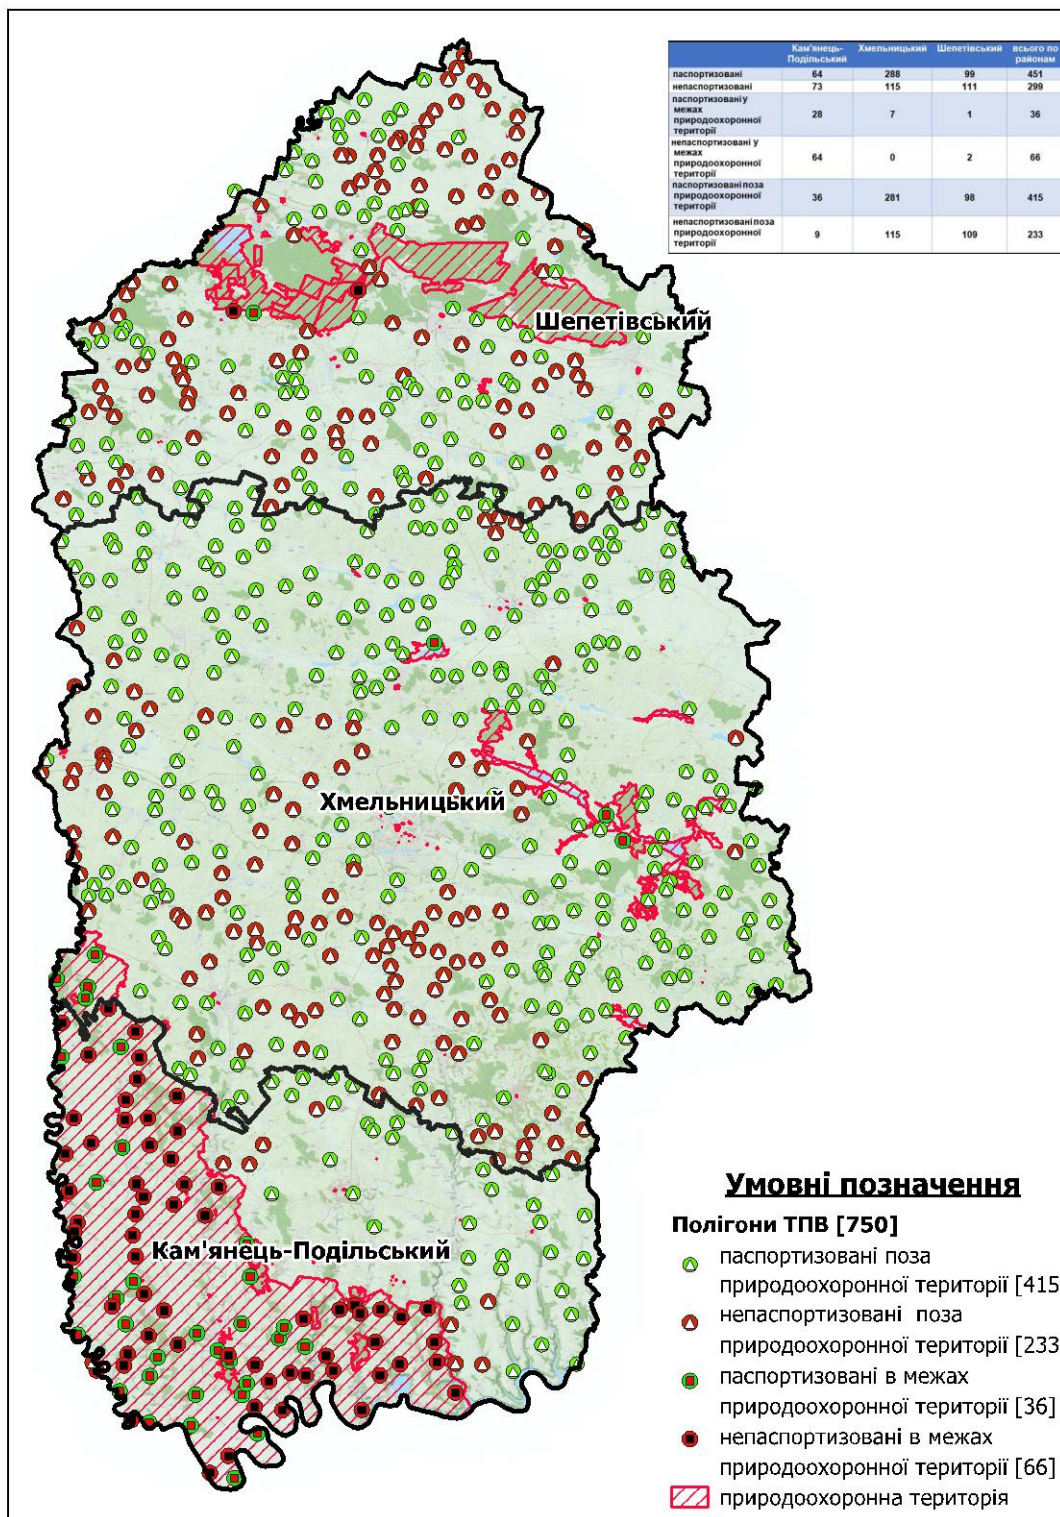 Кам'янець- Хмельницький Шепетівський всього по
Подільський районам
паспортизовані 64 288 99 451
непаспортизовані 73 115 111 299
паспортизовані у
межах
природоохоронної 28 7 1 36
території
непаспортизовані у
межах
природоохоронної 64 0 2 66
території
паспортизовані поза
природоохоронної 36 281 98 415
території
непаспортизовані поза
природоохоронної 9 115 109 233
території
Шепетівський
Хмельницький
Кам'янець-Подільський
Умовні позначення
Полігони ТПВ [750]
паспортизовані поза
природоохоронної території [415
непаспортизовані поза
природоохоронної території [233
паспортизовані в межах
природоохоронної території [36]
непаспортизовані в межах
природоохоронної території [66]
природоохоронна територія